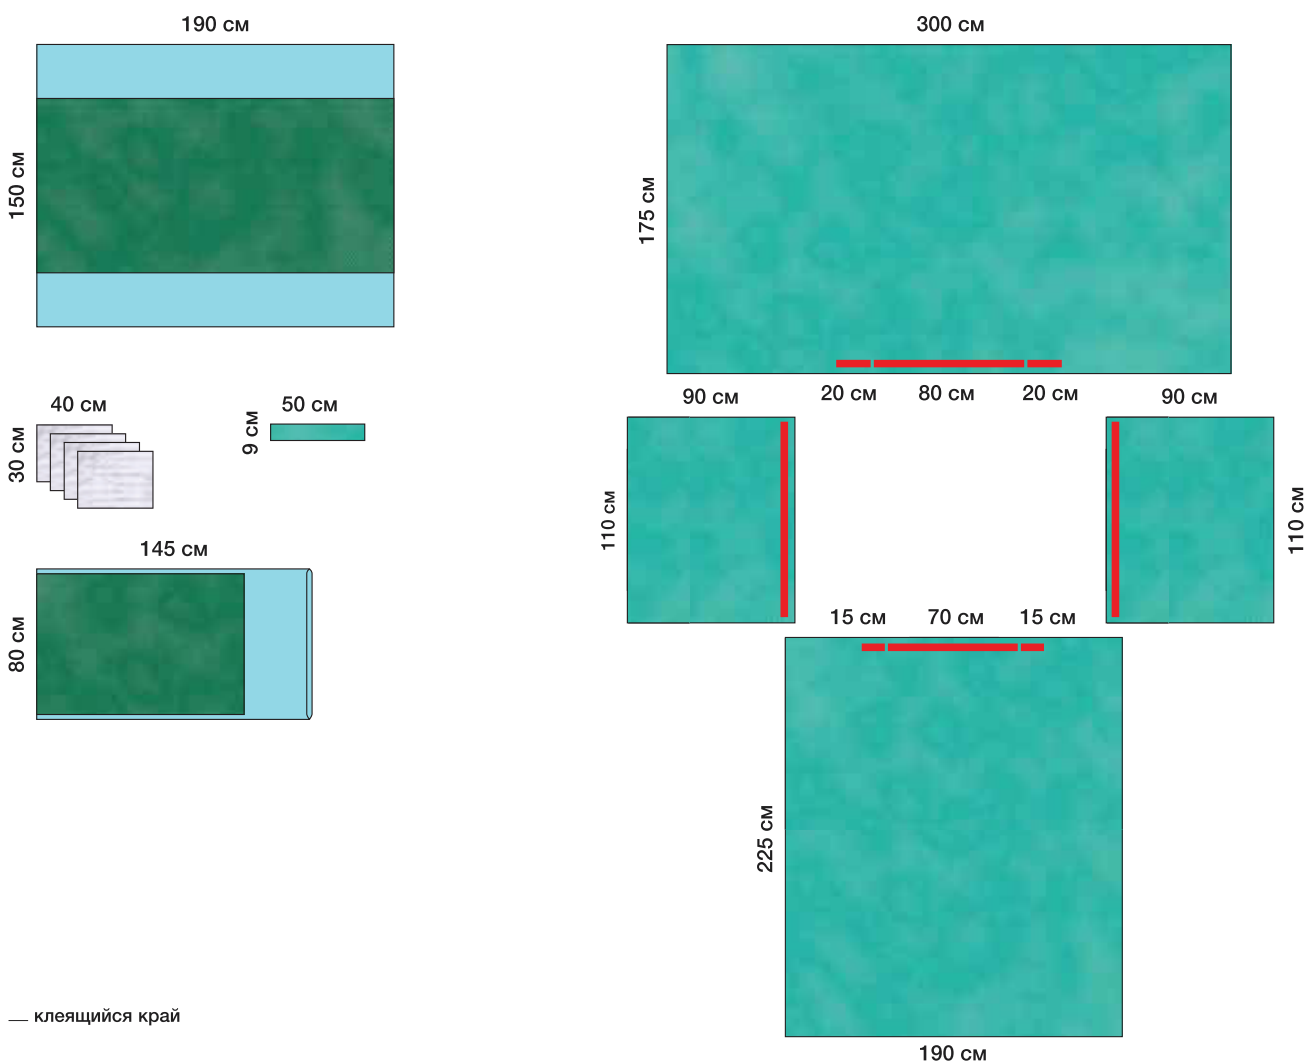 190 см
300 см
150 см
175 см
20 см
80 см
20 см
90 см
90 см
40 см
50 см
30 см
9 см
110 см
110 см
145 см
80 см
15 см
70 см
15 см
225 см
190 см
клеящийся край